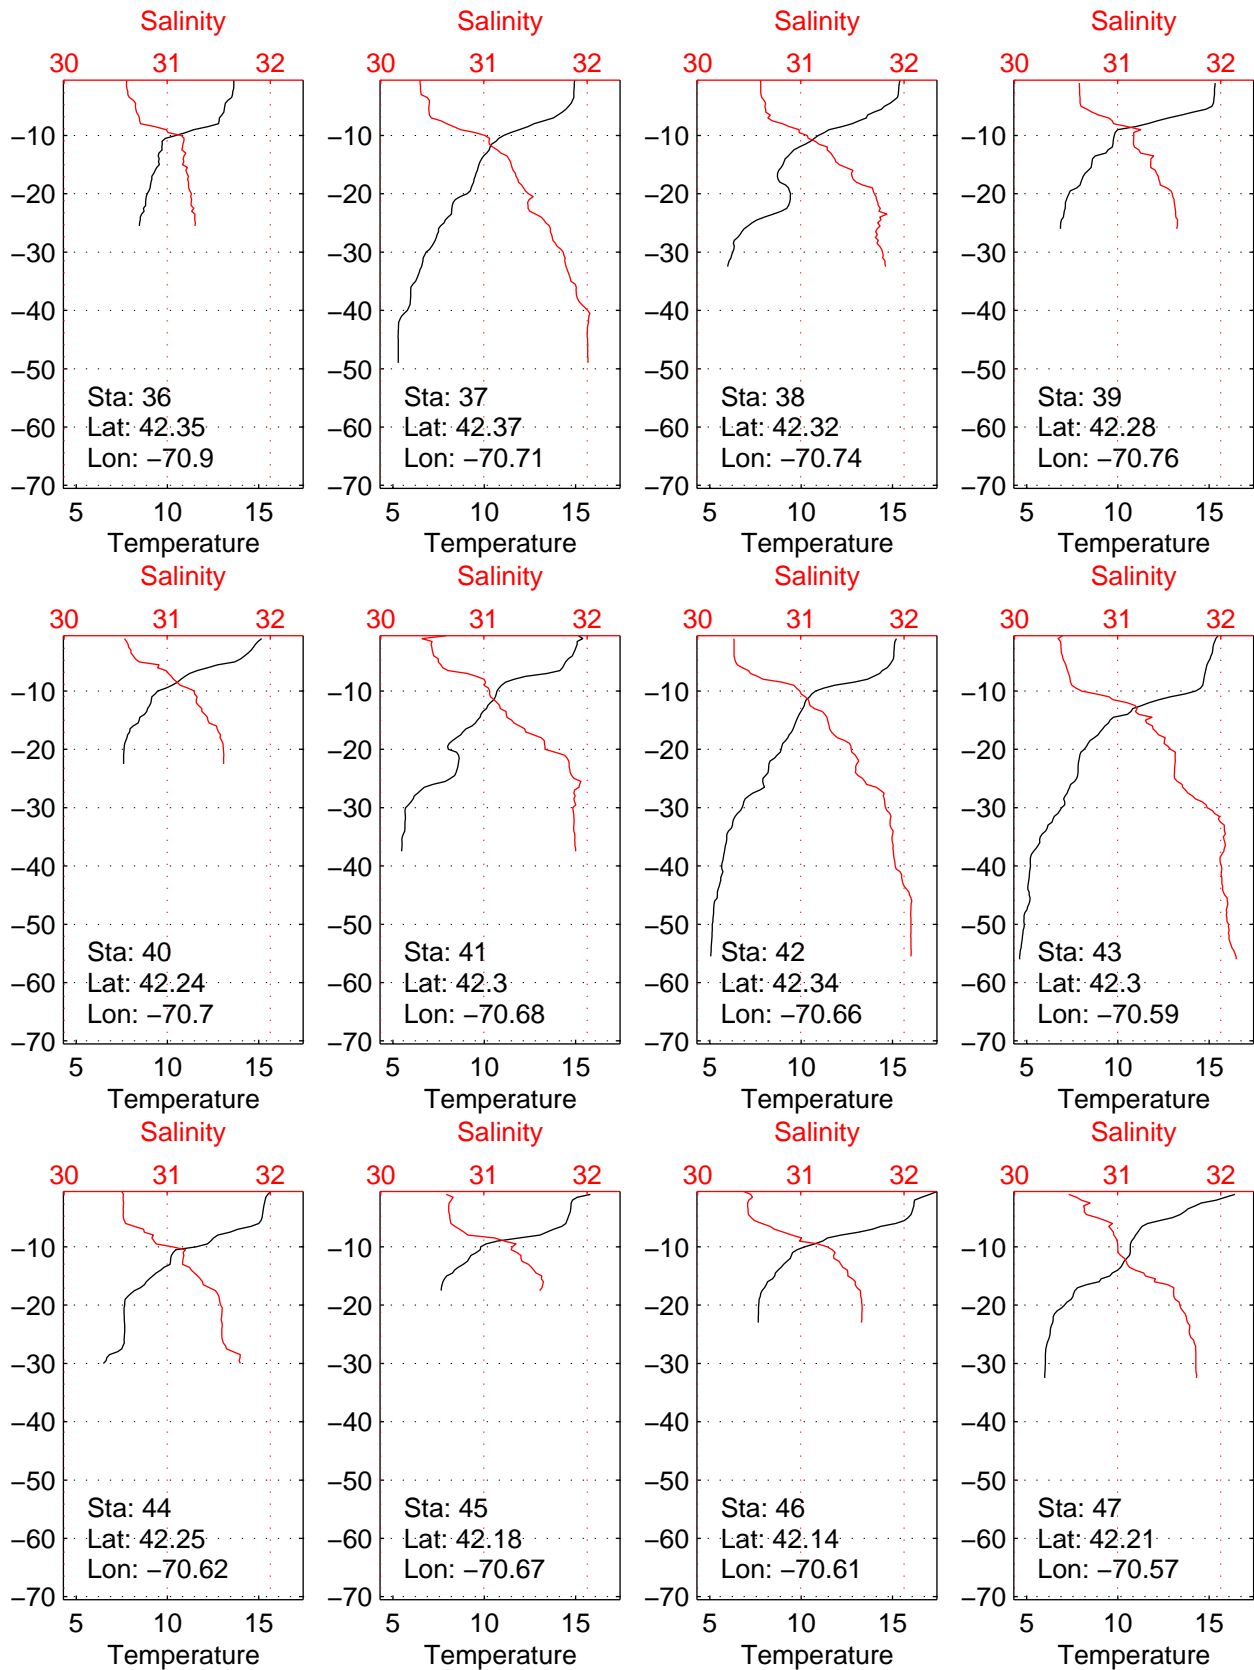 Salinity Salinity Salinity Salinity
30 31 32 30 31 32 30 31 32 30 31 32
−10 −10 −10 −10
−20 −20 −20 −20
−30 −30 −30 −30
−40 −40 −40 −40
−50 −50 −50 −50
Sta: 36 Sta: 37 Sta: 38 Sta: 39
−60 Lat: 42.35 −60 Lat: 42.37 −60 Lat: 42.32 −60 Lat: 42.28
Lon: −70.9 Lon: −70.71 Lon: −70.74 Lon: −70.76
−70 −70 −70 −70
5 10 15 5 10 15 5 10 15 5 10 15
Temperature Temperature Temperature Temperature
Salinity Salinity Salinity Salinity
30 31 32 30 31 32 30 31 32 30 31 32
−10 −10 −10 −10
−20 −20 −20 −20
−30 −30 −30 −30
−40 −40 −40 −40
−50 −50 −50 −50
Sta: 40 Sta: 41 Sta: 42 Sta: 43
−60 Lat: 42.24 −60 Lat: 42.3 −60 Lat: 42.34 −60 Lat: 42.3
Lon: −70.7 Lon: −70.68 Lon: −70.66 Lon: −70.59
−70 −70 −70 −70
5 10 15 5 10 15 5 10 15 5 10 15
Temperature Temperature Temperature Temperature
Salinity Salinity Salinity Salinity
30 31 32 30 31 32 30 31 32 30 31 32
−10 −10 −10 −10
−20 −20 −20 −20
−30 −30 −30 −30
−40 −40 −40 −40
−50 −50 −50 −50
Sta: 44 Sta: 45 Sta: 46 Sta: 47
−60 Lat: 42.25 −60 Lat: 42.18 −60 Lat: 42.14 −60 Lat: 42.21
Lon: −70.62 Lon: −70.67 Lon: −70.61 Lon: −70.57
−70 −70 −70 −70
5 10 15 5 10 15 5 10 15 5 10 15
Temperature Temperature Temperature Temperature